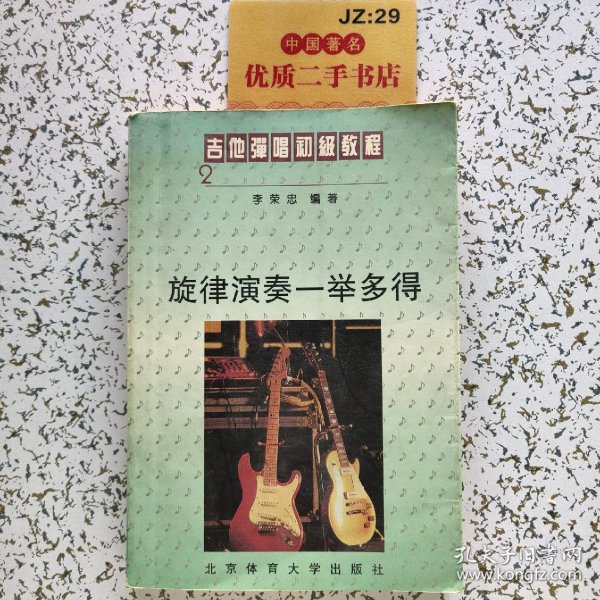 JZ:29
中国著名
优质二手书店
吉他彈唱初級教程
2
李荣忠 编著
旋律演奏一举多得
北京体育大学出版社
孔夫子旧书网
www.kongfz.com